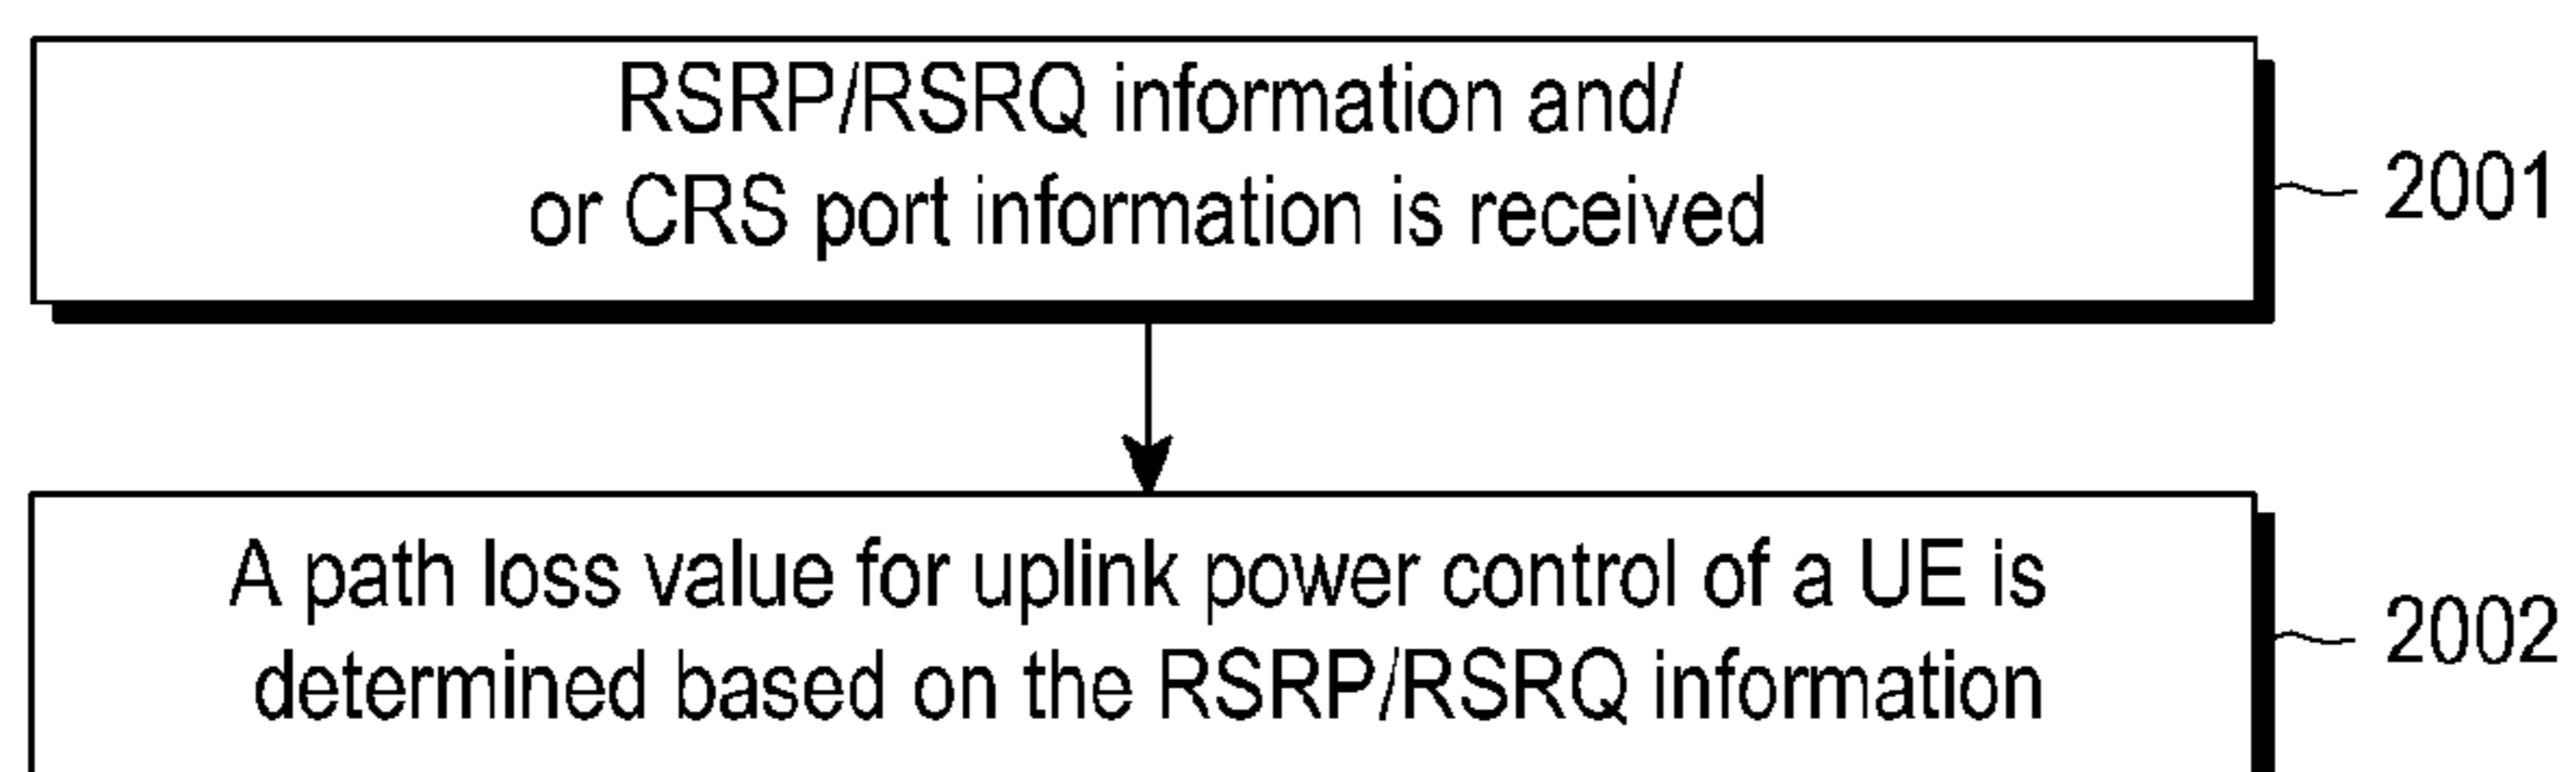 RSRP/RSRQ information and/
or CRS port information is received
2001
A path loss value for uplink power control of a UE is
determined based on the RSRP/RSRQ information
2002